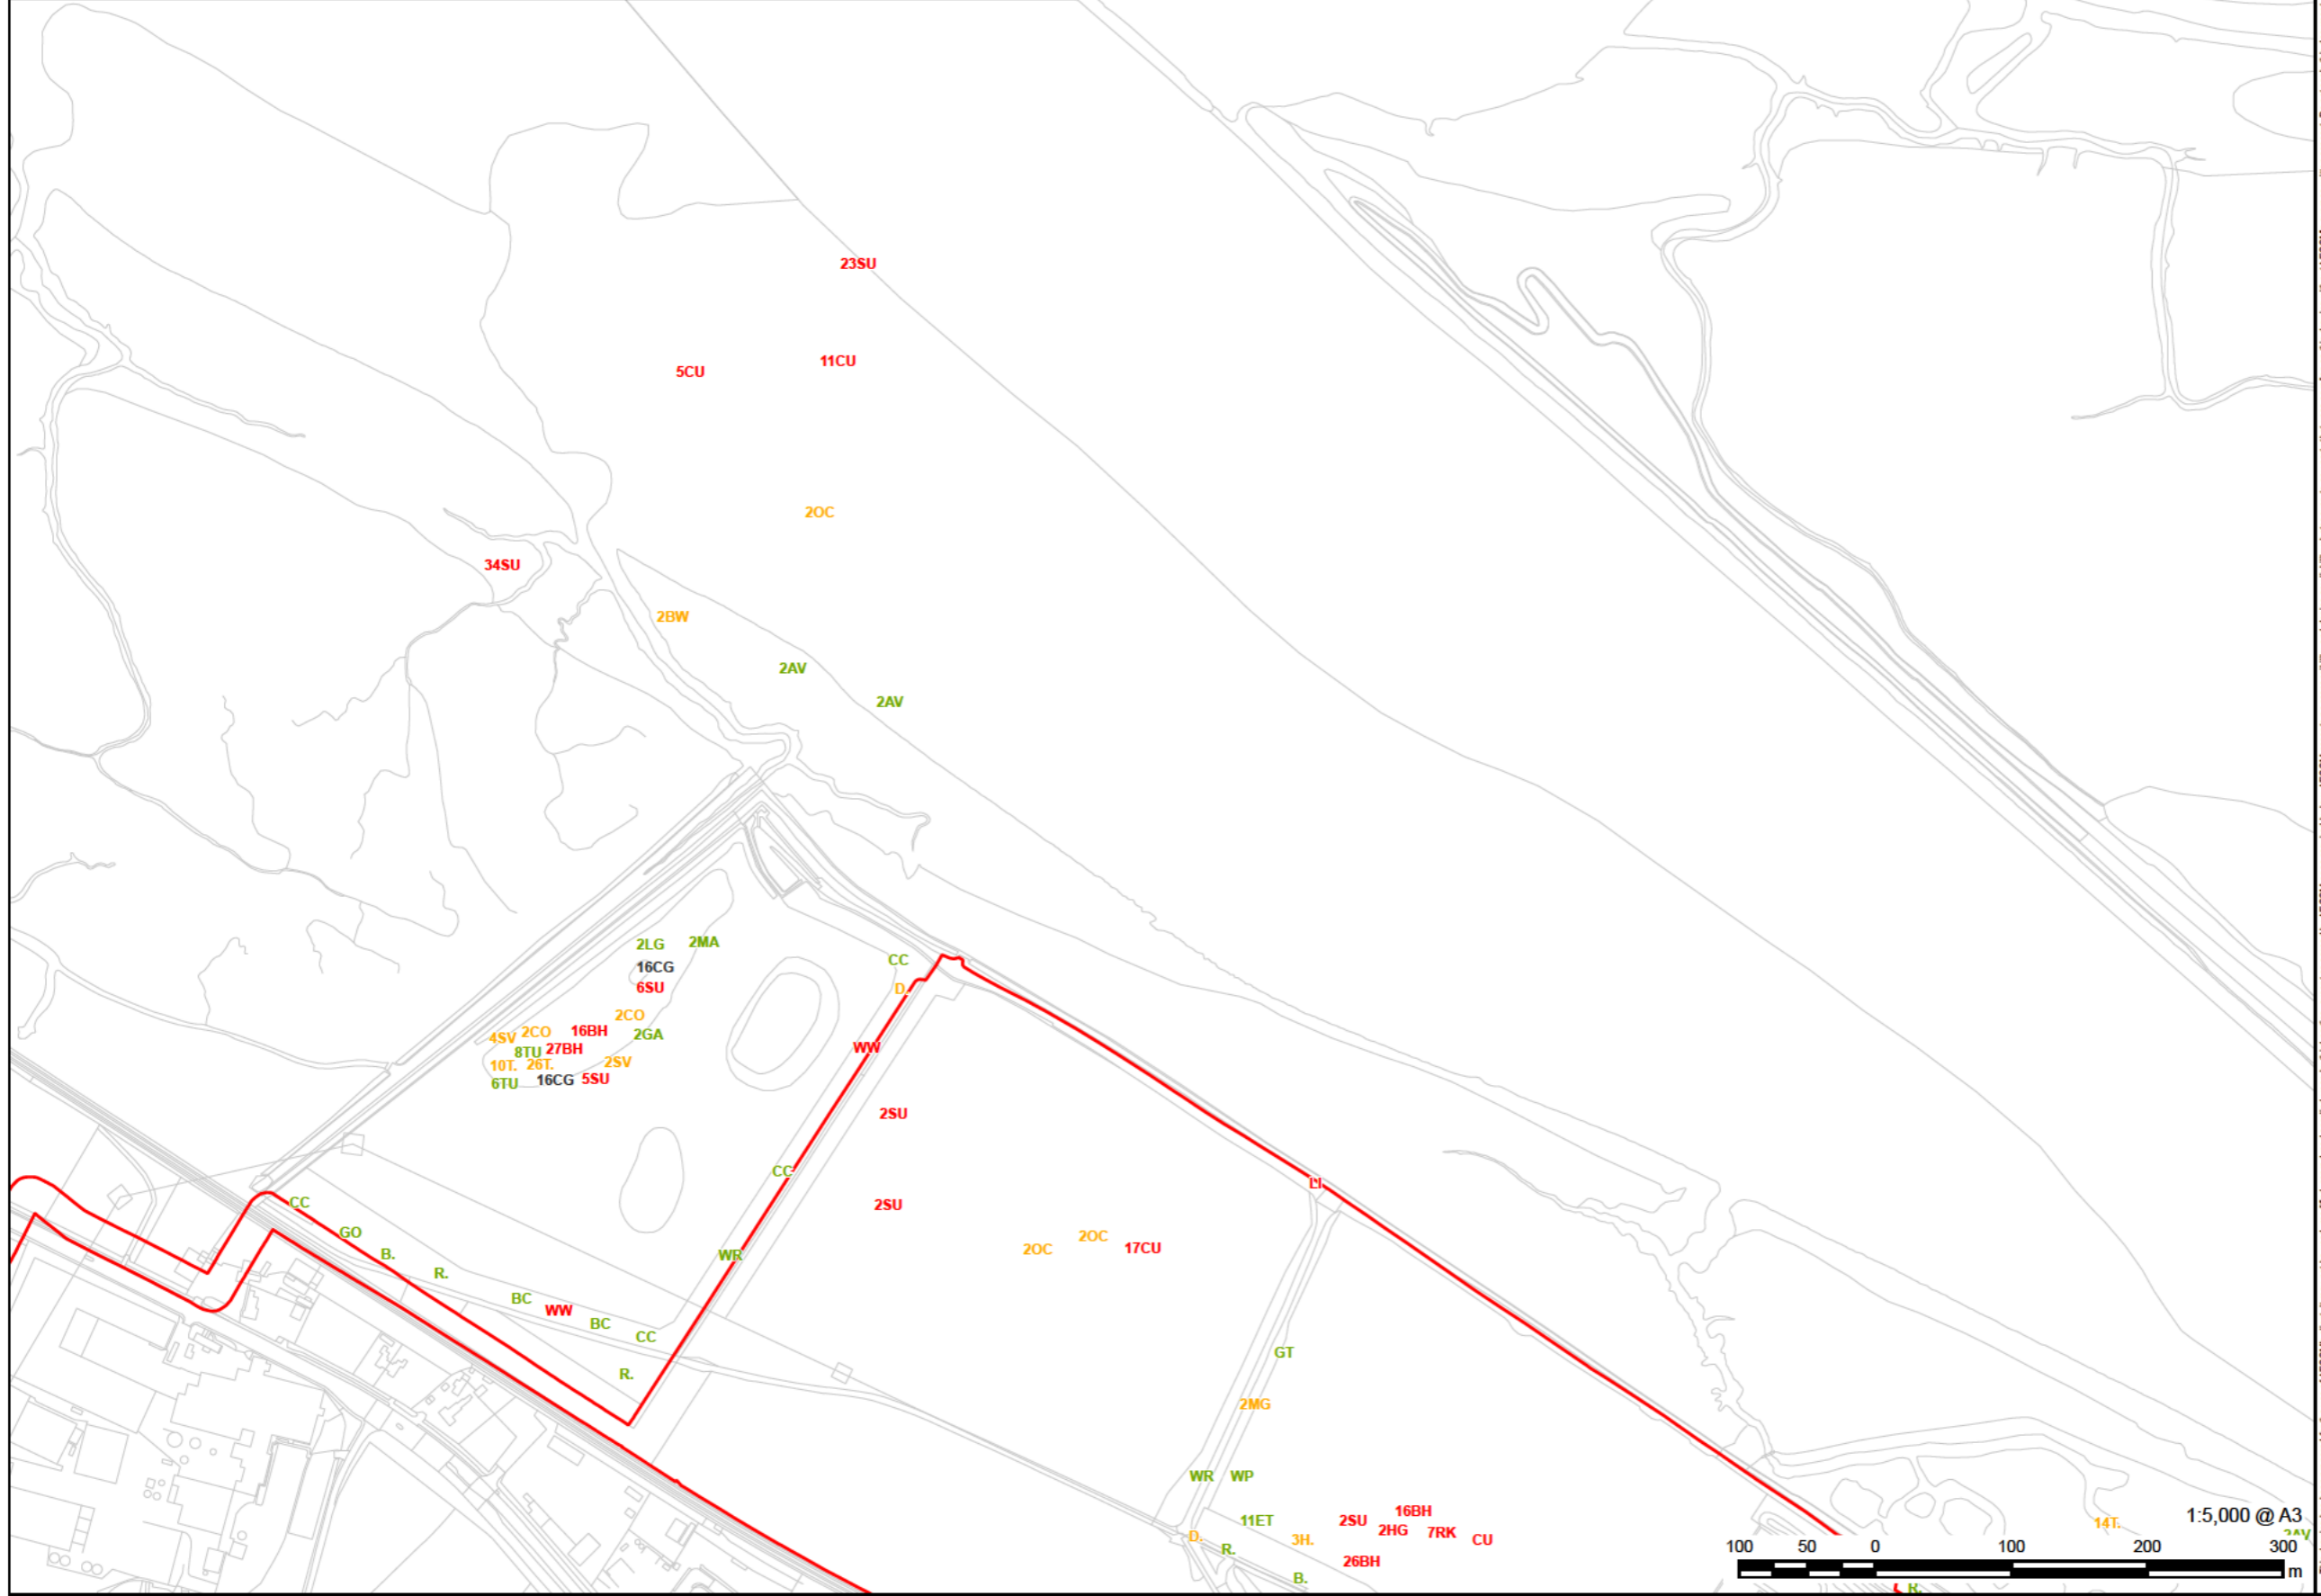 23SU
11CU
5CU
2OC
34SU
2BW
2AV
2AV
2LG
2MA
16CG
CC
6SU
D.
2CO
4SV
2CO
16BH
2GA
8TU
27BH
WW
10T.
26T.
2SV
6TU
16CG
5SU
2SU
CC
LI
CC
2SU
GO
2OC
2OC
17CU
B.
WR
R.
BC
WW
BC
CC
GT
R.
2MG
WR
WP
16BH
11ET
2SU
2HG
7RK
CU
14T.
1:5,000 @ A3
D.
3H.
2AV
R.
26BH
B.
100 50 0 100 200 300
m
R.